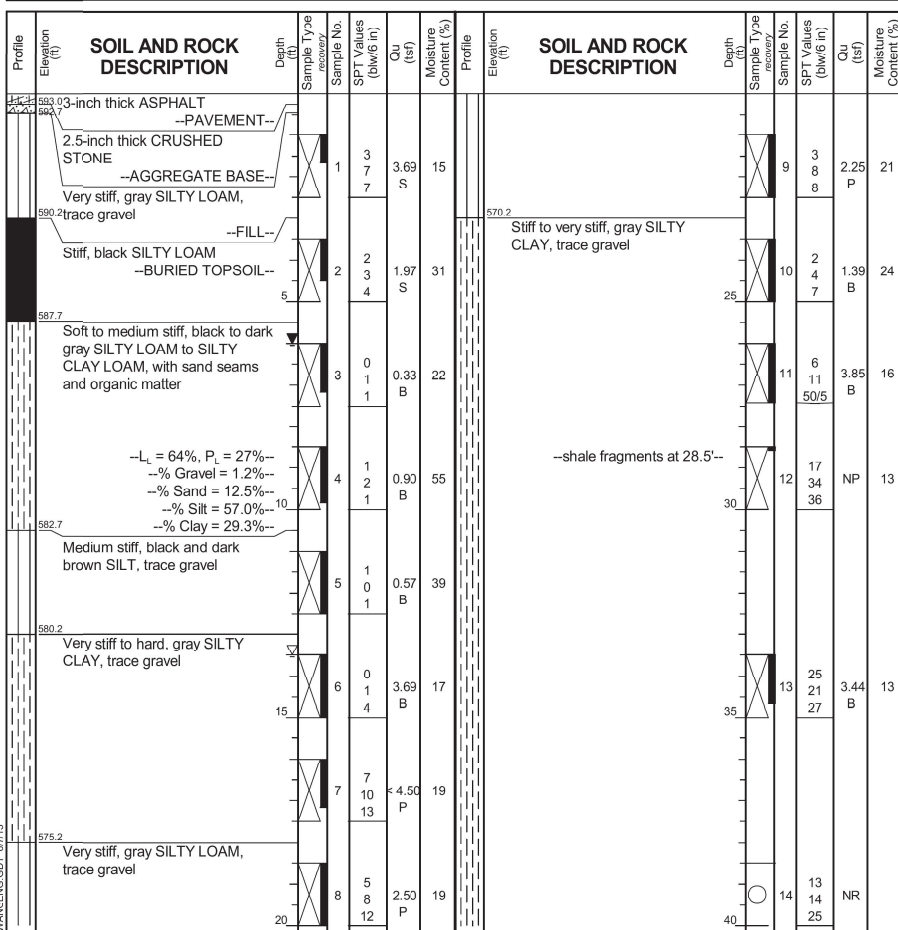 Profile
Elevation
(ft)
SOIL AND ROCK
DESCRIPTION
Depth
(ft)
Sample Type
recovery
Sample No.
SPT Values
(blw/6 in)
Qu
(tsf)
Moisture
Content (%)
593.0 3-inch thick ASPHALT
--PAVEMENT--
592.7
2.5-inch thick CRUSHED
STONE
--AGGREGATE BASE--
Very stiff, gray SILTY LOAM,
trace gravel
1
3
7
7
3.69
S
15
590.2
--FILL--
Stiff, black SILTY LOAM
--BURIED TOPSOIL--
5
2
2
3
4
1.97
S
31
587.7
Soft to medium stiff, black to dark
gray SILTY LOAM to SILTY
CLAY LOAM, with sand seams
and organic matter
3
0
1
1
0.33
B
22
--LL = 64%, PL = 27%--
--% Gravel = 1.2%--
--% Sand = 12.5%--
--% Silt = 57.0%--
--% Clay = 29.3%--
10
4
1
2
1
0.90
B
55
582.7
Medium stiff, black and dark
brown SILT, trace gravel
5
1
0
1
0.57
B
39
580.2
Very stiff to hard, gray SILTY
CLAY, trace gravel
15
6
0
1
4
3.69
B
17
7
7
10
13
< 4.50
P
19
575.2
Very stiff, gray SILTY LOAM,
trace gravel
20
8
5
8
12
2.50
P
19
Profile
Elevation
(ft)
SOIL AND ROCK
DESCRIPTION
Depth
(ft)
Sample Type
recovery
Sample No.
SPT Values
(blw/6 in)
Qu
(tsf)
Moisture
Content (%)
9
3
8
8
2.25
P
21
570.2
Stiff to very stiff, gray SILTY
CLAY, trace gravel
25
10
2
4
7
1.39
B
24
11
6
11
50/5
3.85
B
16
--shale fragments at 28.5'--
30
12
17
34
36
NP
13
35
13
25
21
27
3.44
B
13
40
14
13
14
25
NR